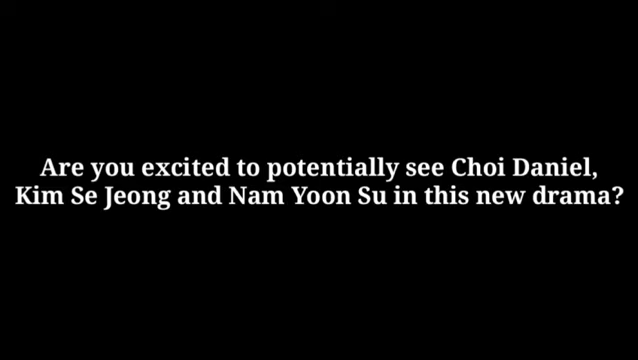 Are you excited to potentially see Choi Daniel,
Kim Se Jeong and Nam Yoon Su in this new drama?